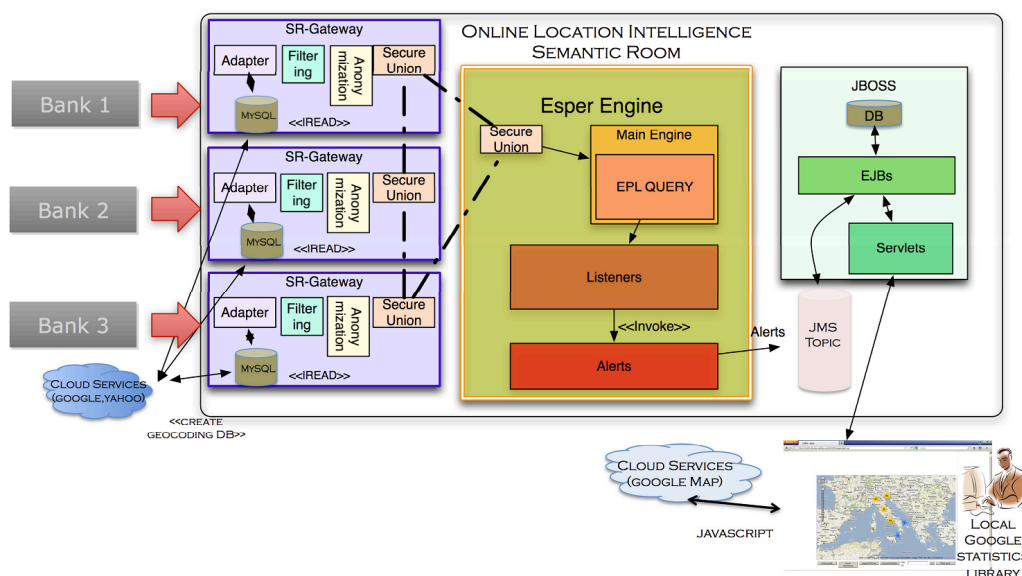 SR-Gateway
Adapter
Filter
ing
Anony
mization
Secure
Union
MySQL
<<IREAD>>
Bank 1
SR-Gateway
Adapter
Filter
ing
Anony
mization
Secure
Union
MySQL
<<IREAD>>
Bank 2
SR-Gateway
Adapter
Filter
ing
Anony
mization
Secure
Union
MySQL
<<IREAD>>
Bank 3
Cloud Services
(google,yahoo)
<<create
geocoding DB>>
Online Location Intelligence
Semantic Room
Esper Engine
Secure
Union
Main Engine
EPL QUERY
Listeners
<<Invoke>>
Alerts
Alerts
JBOSS
DB
EJBs
Servlets
JMS
Topic
Cloud Services
(google Map)
javascript
Local
Google
statistics
library